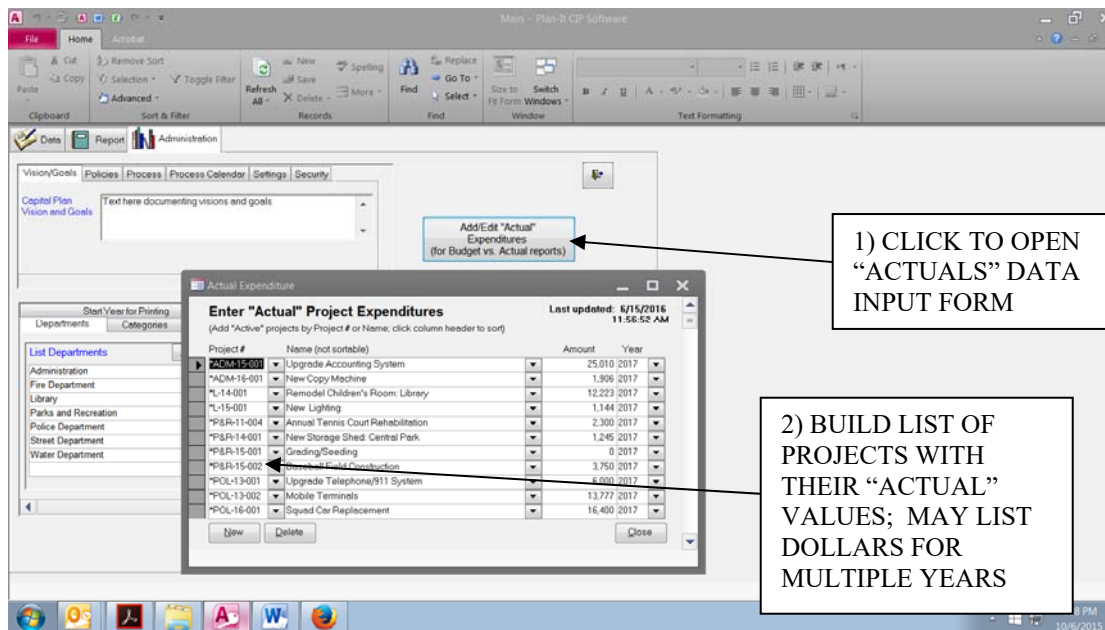 Main - Plan-It CIP Software
File Home Acrobat
Cut
Copy
Paste
Clipboard
Remove Sort
Selection Toggle Filter
Advanced
Sort & Filter
Refresh All
New
Save
Delete
Spelling
More
Records
Find
Replace
Go To
Select
Find
Size to Fit Form
Switch Windows
Window
B I U A
Text Formatting
Data Report Administration
Vision/Goals Policies Process Process Calendar Settings Security
Capital Plan
Vision and Goals
Text here documenting visions and goals
Add/Edit "Actual"
Expenditures
(for Budget vs. Actual reports)
1) CLICK TO OPEN
“ACTUALS” DATA
INPUT FORM
Start Year for Printing
Departments Categories
List Departments
Administration
Fire Department
Library
Parks and Recreation
Police Department
Street Department
Water Department
Actual Expenditure
Enter "Actual" Project Expenditures
Last updated: 6/15/2016
11:56:52 AM
(Add "Active" projects by Project # or Name; click column header to sort)
Project # Name (not sortable) Amount Year
*ADM-15-001 Upgrade Accounting System 25,010 2017
*ADM-16-001 New Copy Machine 1,906 2017
*L-14-001 Remodel Children's Room: Library 12,223 2017
*L-15-001 New Lighting 1,144 2017
*P&R-11-004 Annual Tennis Court Rehabilitation 2,300 2017
*P&R-14-001 New Storage Shed: Central Park 1,245 2017
*P&R-15-001 Grading/Seeding 0 2017
*P&R-15-002 Baseball Field Construction 3,750 2017
*POL-13-001 Upgrade Telephone/911 System 6,000 2017
*POL-13-002 Mobile Terminals 13,777 2017
*POL-16-001 Squad Car Replacement 16,400 2017
New Delete Close
2) BUILD LIST OF
PROJECTS WITH
THEIR “ACTUAL”
VALUES; MAY LIST
DOLLARS FOR
MULTIPLE YEARS
8 PM
10/6/2015